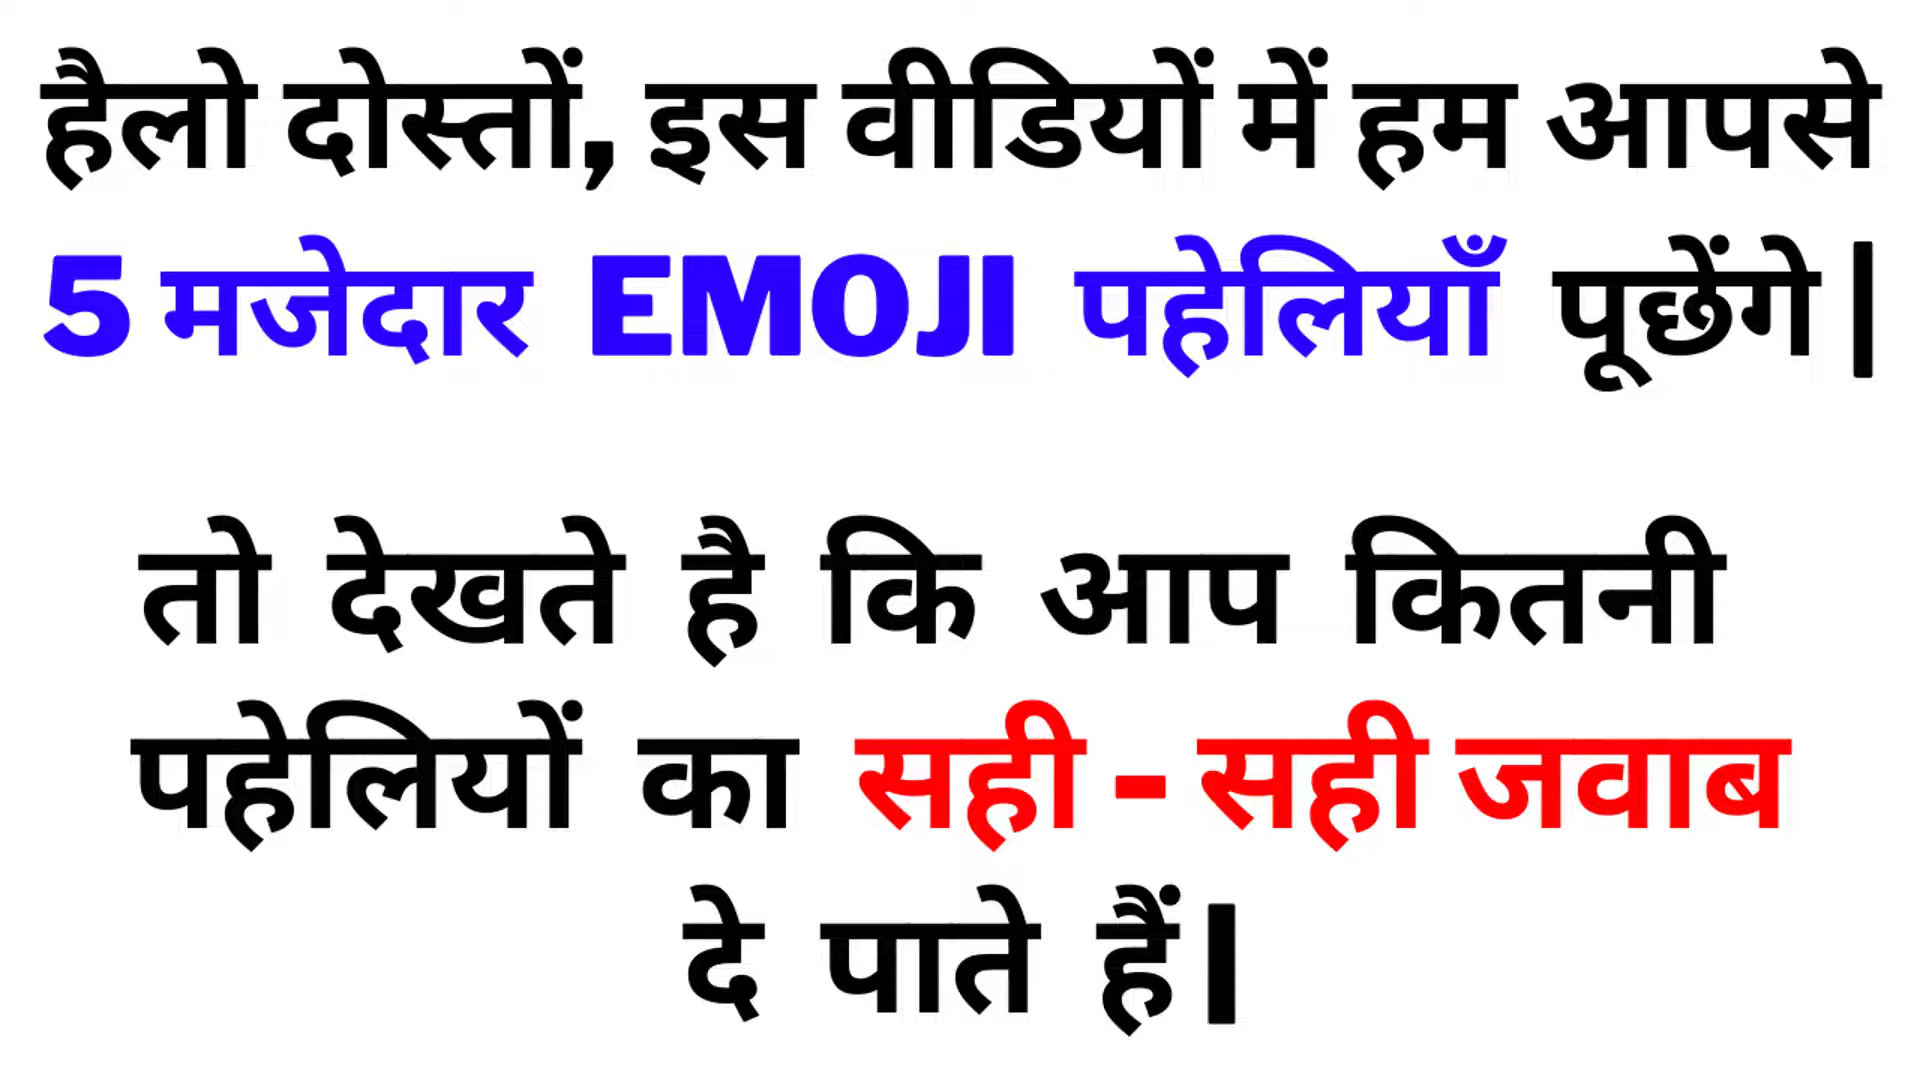 हैलो दोस्तों, इस वीडियों में हम आपसे
5 मजेदार EMOJI पहेलियाँ पूछेंगे |
तो देखते है कि आप कितनी
पहेलियों का सही - सही जवाब
दे पाते हैं |